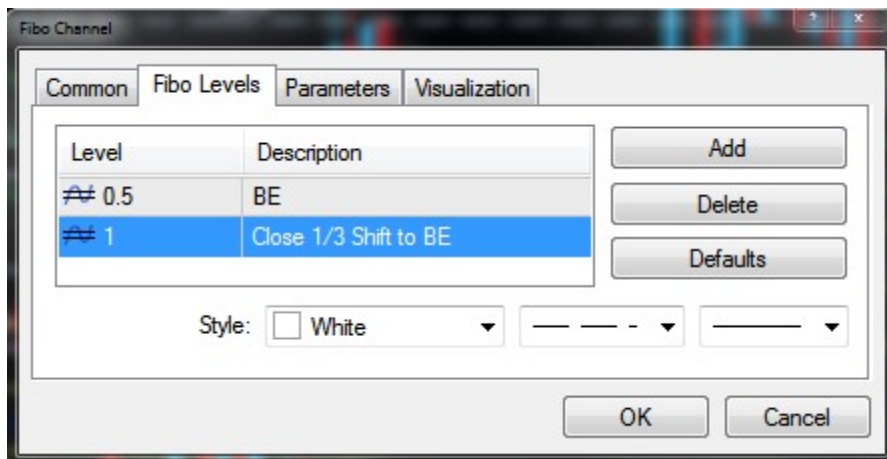 Fibo Channel
Common Fibo Levels Parameters Visualization
Level Description
0.5 BE
1 Close 1/3 Shift to BE
Add
Delete
Defaults
Style: White
OK Cancel